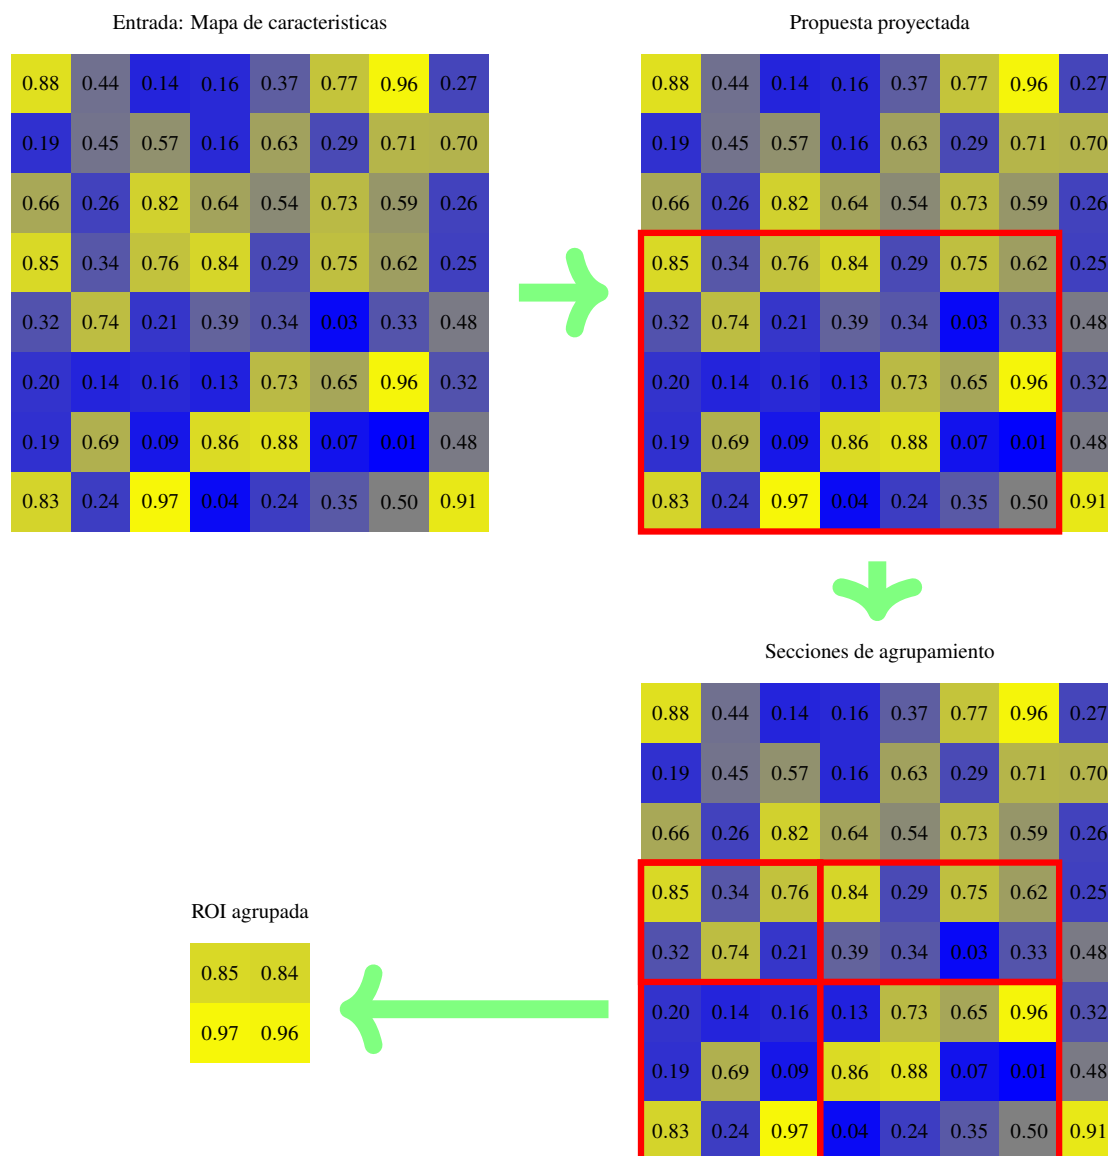 Entrada: Mapa de caracteristicas
0.88 0.44 0.14 0.16 0.37 0.77 0.96 0.27
0.19 0.45 0.57 0.16 0.63 0.29 0.71 0.70
0.66 0.26 0.82 0.64 0.54 0.73 0.59 0.26
0.85 0.34 0.76 0.84 0.29 0.75 0.62 0.25
0.32 0.74 0.21 0.39 0.34 0.03 0.33 0.48
0.20 0.14 0.16 0.13 0.73 0.65 0.96 0.32
0.19 0.69 0.09 0.86 0.88 0.07 0.01 0.48
0.83 0.24 0.97 0.04 0.24 0.35 0.50 0.91
Propuesta proyectada
0.88 0.44 0.14 0.16 0.37 0.77 0.96 0.27
0.19 0.45 0.57 0.16 0.63 0.29 0.71 0.70
0.66 0.26 0.82 0.64 0.54 0.73 0.59 0.26
0.85 0.34 0.76 0.84 0.29 0.75 0.62 0.25
0.32 0.74 0.21 0.39 0.34 0.03 0.33 0.48
0.20 0.14 0.16 0.13 0.73 0.65 0.96 0.32
0.19 0.69 0.09 0.86 0.88 0.07 0.01 0.48
0.83 0.24 0.97 0.04 0.24 0.35 0.50 0.91
Secciones de agrupamiento
0.88 0.44 0.14 0.16 0.37 0.77 0.96 0.27
0.19 0.45 0.57 0.16 0.63 0.29 0.71 0.70
0.66 0.26 0.82 0.64 0.54 0.73 0.59 0.26
0.85 0.34 0.76 0.84 0.29 0.75 0.62 0.25
0.32 0.74 0.21 0.39 0.34 0.03 0.33 0.48
0.20 0.14 0.16 0.13 0.73 0.65 0.96 0.32
0.19 0.69 0.09 0.86 0.88 0.07 0.01 0.48
0.83 0.24 0.97 0.04 0.24 0.35 0.50 0.91
ROI agrupada
0.85 0.84
0.97 0.96